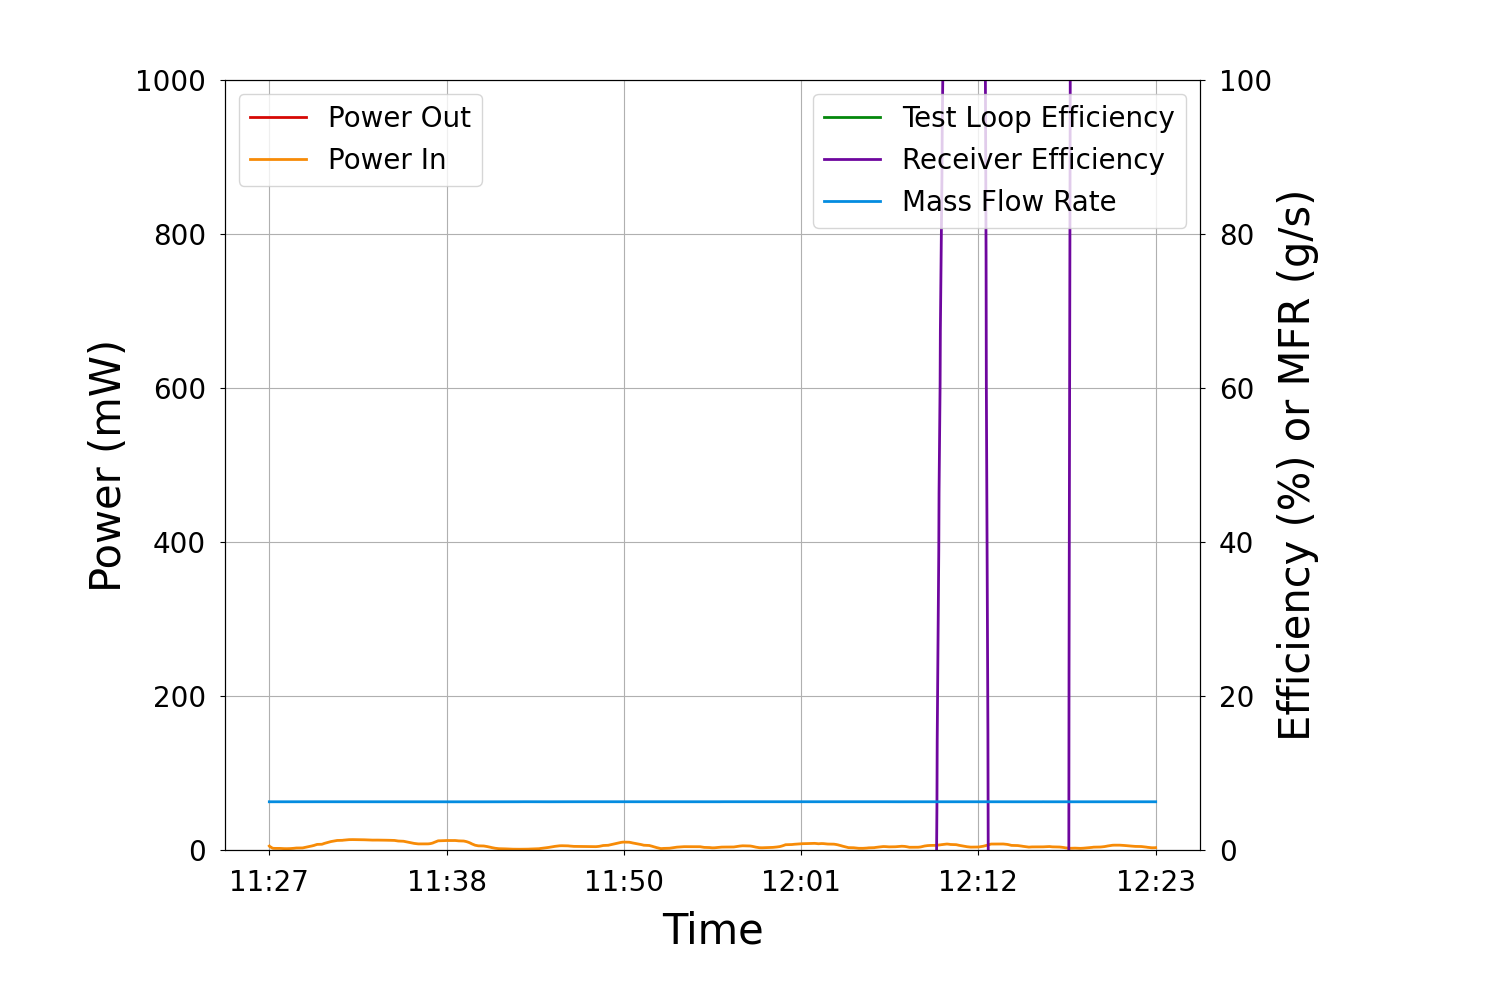 1000
800
600
400
200
0
Power (mW)
Power Out
Power In
Test Loop Efficiency
Receiver Efficiency
Mass Flow Rate
100
80
60
40
20
0
Efficiency (%) or MFR (g/s)
11:27 11:38 11:50 12:01 12:12 12:23
Time